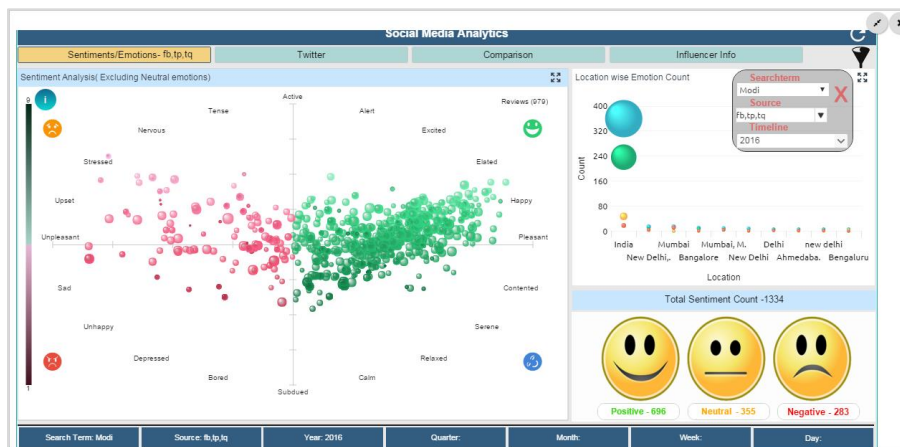 Social Media Analytics
Sentiments/Emotions- fb,tp,tq
Twitter
Comparison
Influencer Info
Sentiment Analysis( Excluding Neutral emotions)
9
i
Active
Reviews (979)
Tense
Alert
Nervous
Excited
Stressed
Elated
Upset
Happy
Unpleasant
Pleasant
Sad
Contented
Unhappy
Serene
Depressed
Relaxed
Bored
Calm
Subdued
1
Location wise Emotion Count
Searchterm
Modi
X
Source
fb,tp,tq
Timeline
2016
Count
400
320
240
160
80
0
India
Mumbai
Mumbai, M.
Delhi
new delhi
New Delhi,.
Bangalore
New Delhi
Ahmedaba.
Bengaluru
Location
Total Sentiment Count -1334
Positive - 696
Neutral - 355
Negative - 283
Search Term: Modi
Source: fb,tp,tq
Year: 2016
Quarter:
Month:
Week:
Day: